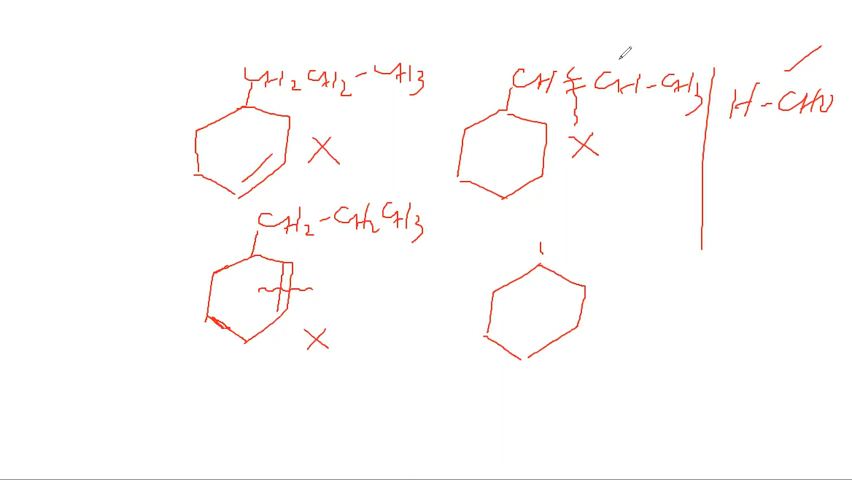 CH2CH2-CH3
CH=CH-CH3
H-CHO
X
X
CH2-CH2CH3
X